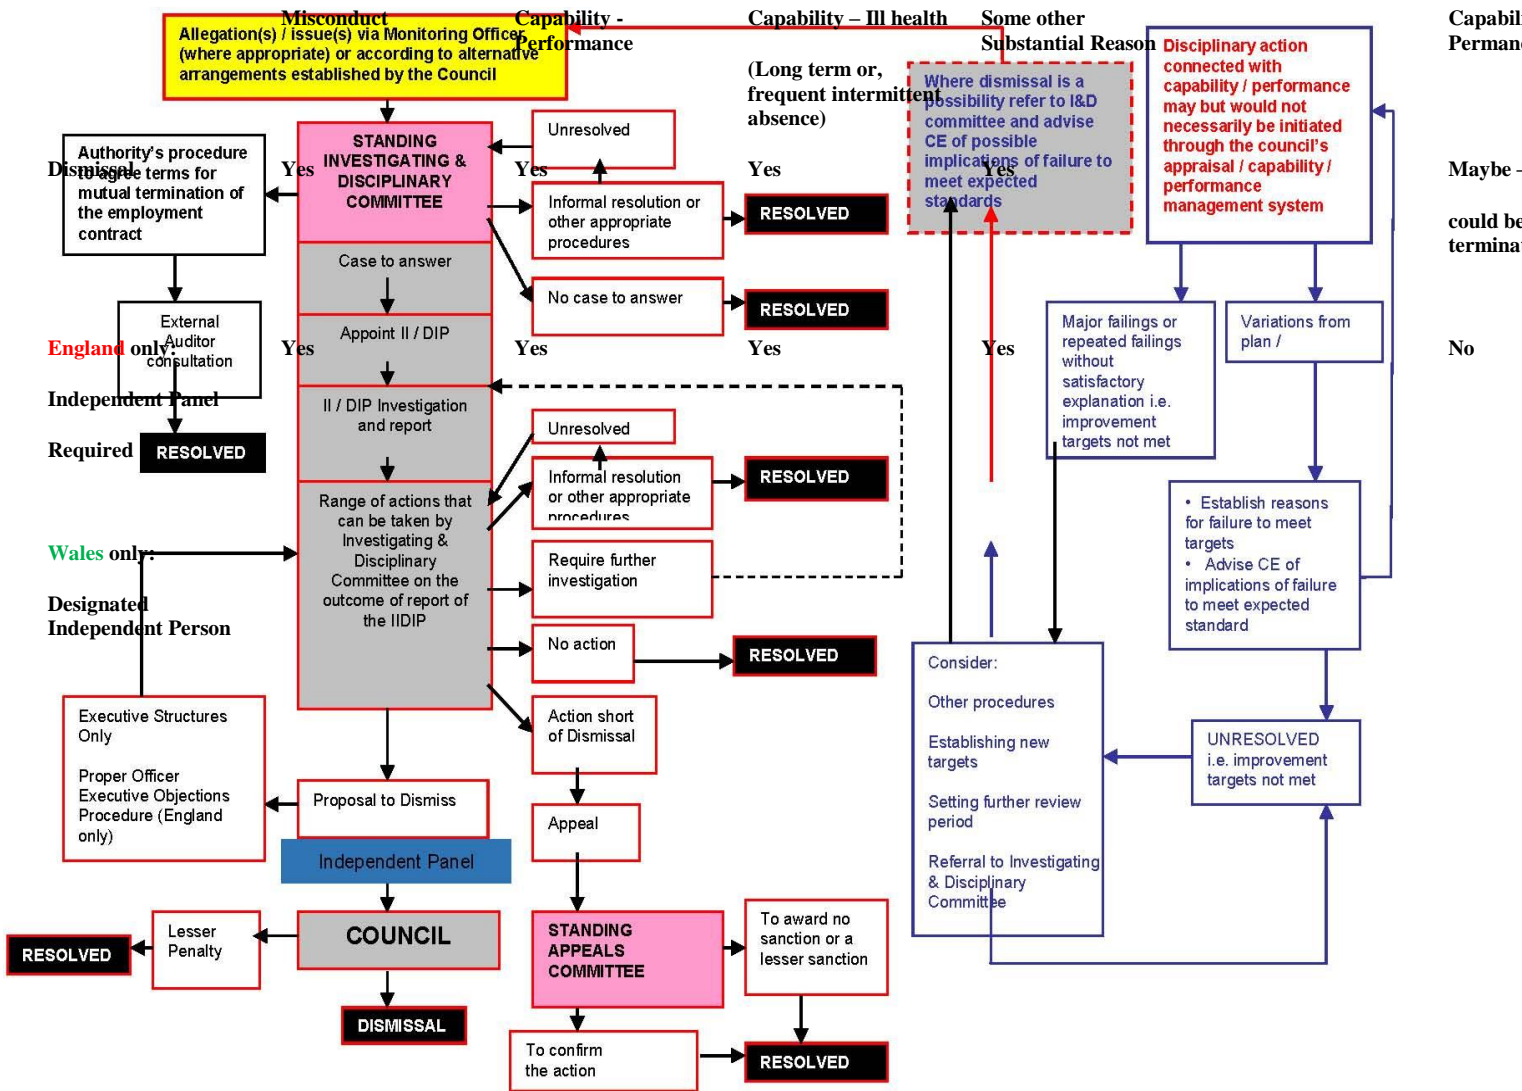 Misconduct
Capability -
Performance
Capability – Ill health
(Long term or,
frequent intermittent
absence)
Some other
Substantial Reason
Dismissal
Yes
Yes
Yes
Yes
Maybe –
could be
England only:
Independent Panel
Required
Yes
Yes
Yes
Yes
No
Wales only:
Designated
Independent Person
Allegation(s) / issue(s) via Monitoring Officer
(where appropriate) or according to alternative
arrangements established by the Council
STANDING
INVESTIGATING &
DISCIPLINARY
COMMITTEE
Authority's procedure
to agree terms for
mutual termination of
the employment
contract
External
Auditor
consultation
RESOLVED
Unresolved
Informal resolution or
other appropriate
procedures
RESOLVED
No case to answer
RESOLVED
Case to answer
Appoint II / DIP
II / DIP Investigation
and report
Range of actions that
can be taken by
Investigating &
Disciplinary
Committee on the
outcome of report of
the IIDIP
Unresolved
Informal resolution
or other appropriate
procedures
RESOLVED
Require further
investigation
No action
RESOLVED
Action short
of Dismissal
Appeal
STANDING
APPEALS
COMMITTEE
To award no
sanction or a
lesser sanction
To confirm
the action
RESOLVED
Executive Structures
Only
Proper Officer
Executive Objections
Procedure (England
only)
Proposal to Dismiss
Independent Panel
COUNCIL
Lesser
Penalty
RESOLVED
DISMISSAL
Where dismissal is a
possibility refer to I&D
committee and advise
CE of possible
implications of failure to
meet expected
standards
Disciplinary action
connected with
capability / performance
may but would not
necessarily be initiated
through the council's
appraisal / capability /
performance
management system
Major failings or
repeated failings
without
satisfactory
explanation i.e.
improvement
targets not met
Variations from
plan /
• Establish reasons
for failure to meet
targets
• Advise CE of
implications of failure
to meet expected
standard
UNRESOLVED
i.e. improvement
targets not met
Consider:
Other procedures
Establishing new
targets
Setting further review
period
Referral to Investigating
& Disciplinary
Committee